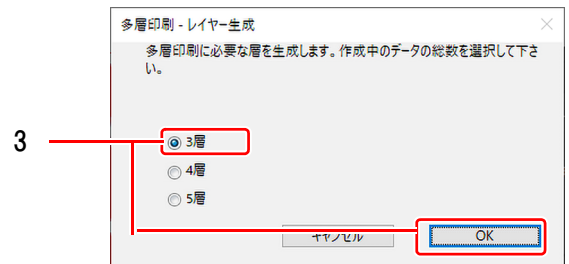 多層印刷 - レイヤー生成
多層印刷に必要な層を生成します。作成中のデータの総数を選択して下さ
い。
3
3層
4層
5層
キャンセル
OK